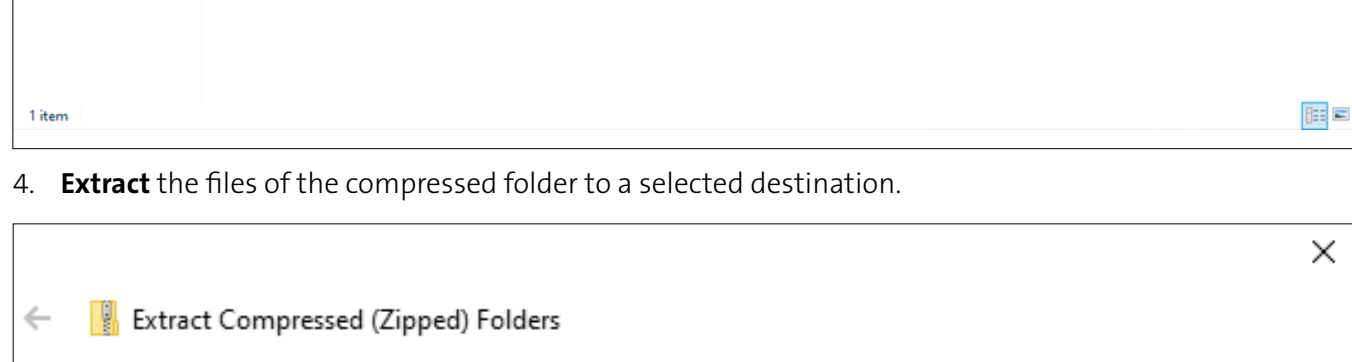 1 item
4. Extract the files of the compressed folder to a selected destination.
Extract Compressed (Zipped) Folders